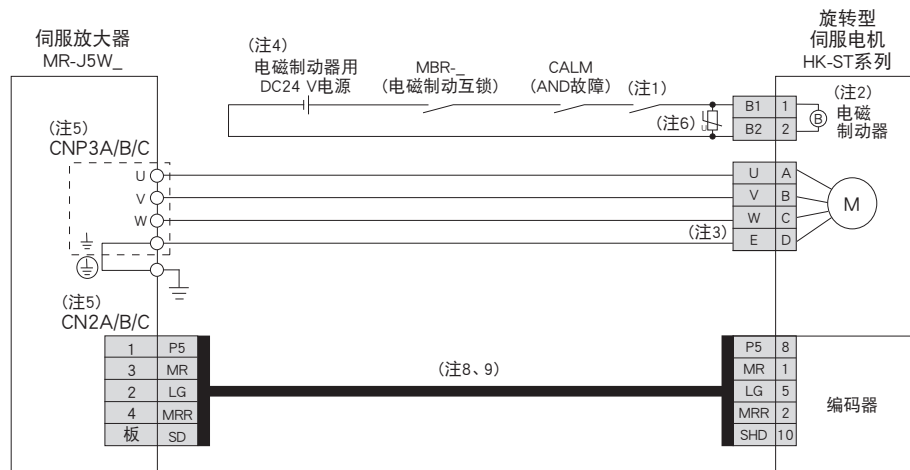 伺服放大器
MR-J5W_
(注4)
电磁制动器用
DC24 V电源
MBR-_
(电磁制动互锁)
CALM
(AND故障)
(注1)
旋转型
伺服电机
HK-ST系列
(注6)
U
B1 1
B2 2
B
(注2)
电磁
制动器
(注5)
CNP3A/B/C
U
V
W
(注3)
U A
V B
W C
E D
M
(注5)
CN2A/B/C
1 P5
3 MR
2 LG
4 MRR
板 SD
(注8、9)
P5 8
MR 1
LG 5
MRR 2
SHD 10
编码器